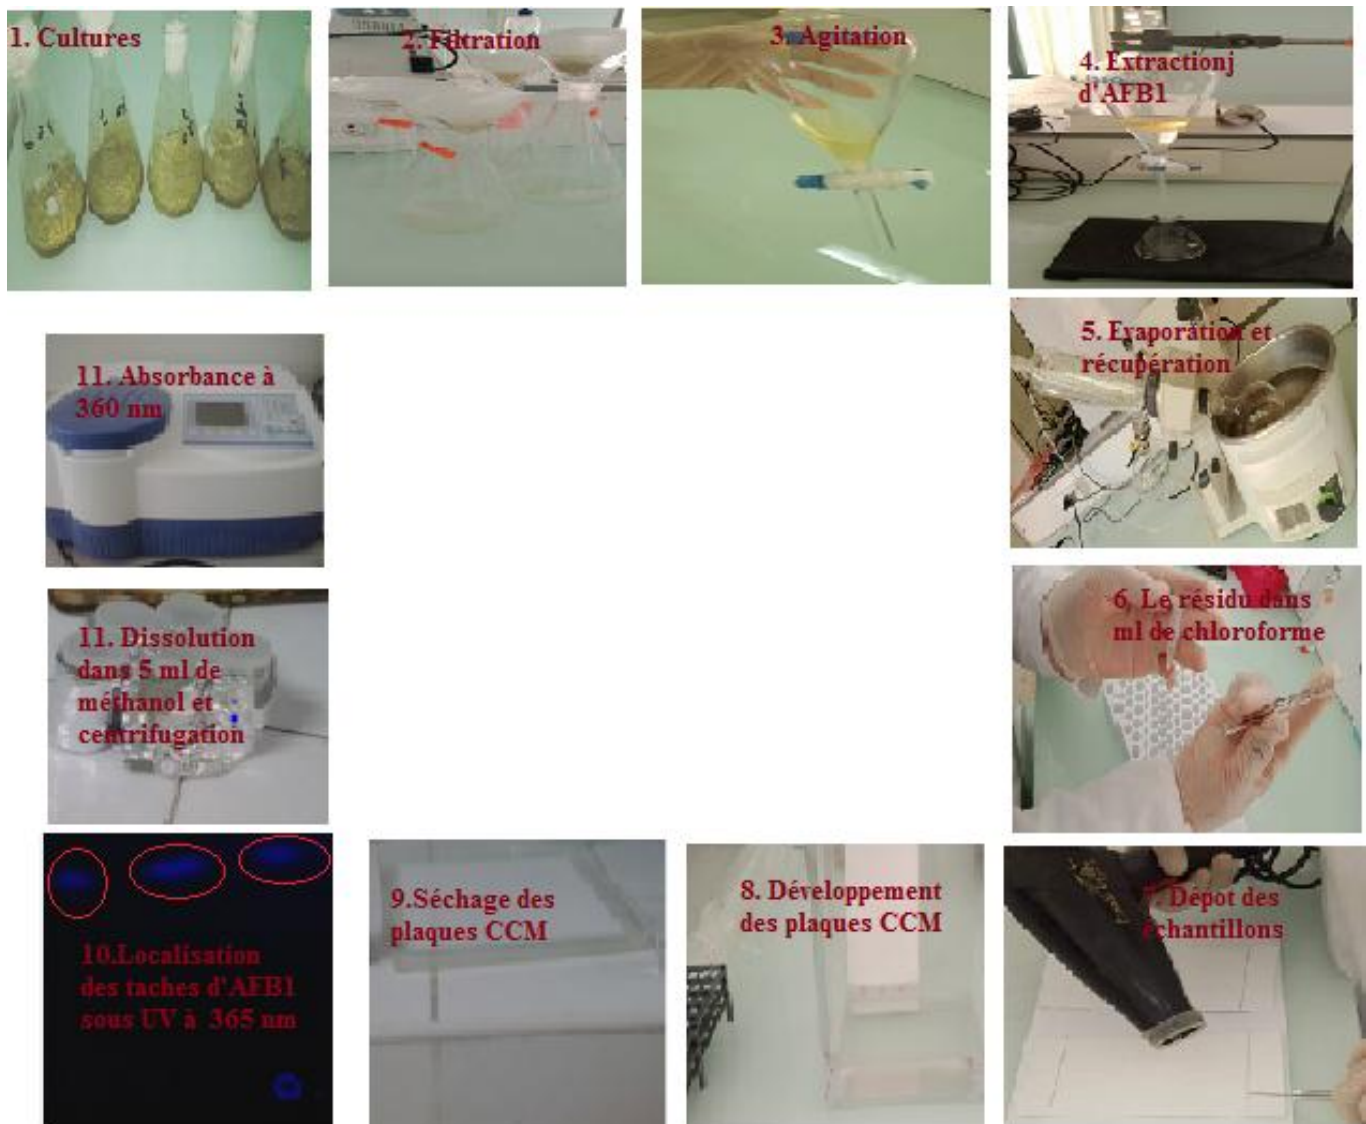 1. Cultures
2. Filtration
3. Agitation
4. Extractionj
d'AFB1
5. Evaporation et
récupération
6. Le résidu dans
ml de chloroforme
7. Dépot des
échantillons
8. Développement
des plaques CCM
9.Séchage des
plaques CCM
10.Localisation
des taches d'AFB1
sous UV à 365 nm
11. Dissolution
dans 5 ml de
méthanol et
centrifugation
11. Absorbance à
360 nm